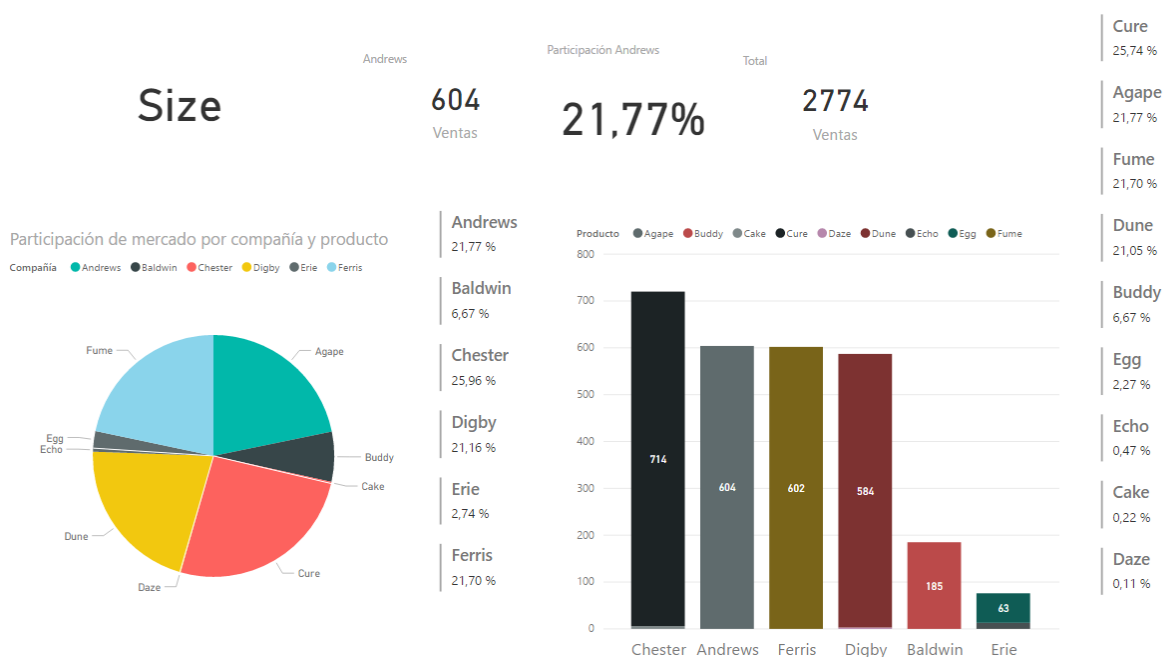 Size
Andrews
604
Ventas
Participación Andrews
21,77%
Total
2774
Ventas
Participación de mercado por compañía y producto
Compañía Andrews Baldwin Chester Digby Erie Ferris
Fume
Agape
Egg
Echo
Buddy
Cake
Dune
Daze
Cure
Andrews
21,77 %
Baldwin
6,67 %
Chester
25,96 %
Digby
21,16 %
Erie
2,74 %
Ferris
21,70 %
Producto Agape Buddy Cake Cure Daze Dune Echo Egg Fume
800
700
600
500
400
300
200
100
0
714
604
602
584
185
63
Chester Andrews Ferris Digby Baldwin Erie
Cure
25,74 %
Agape
21,77 %
Fume
21,70 %
Dune
21,05 %
Buddy
6,67 %
Egg
2,27 %
Echo
0,47 %
Cake
0,22 %
Daze
0,11 %